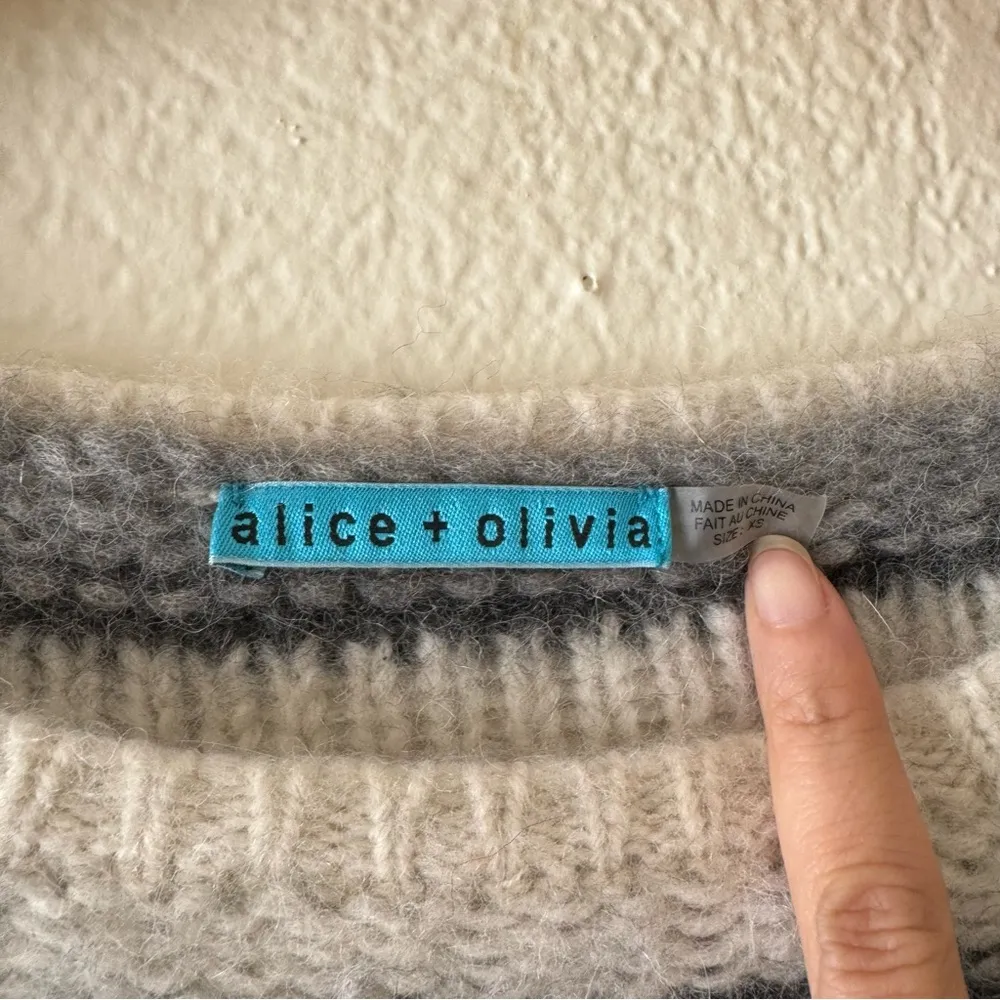 alice + olivia
MADE IN CHINA
FAIT AU CHINE
SIZE: XS